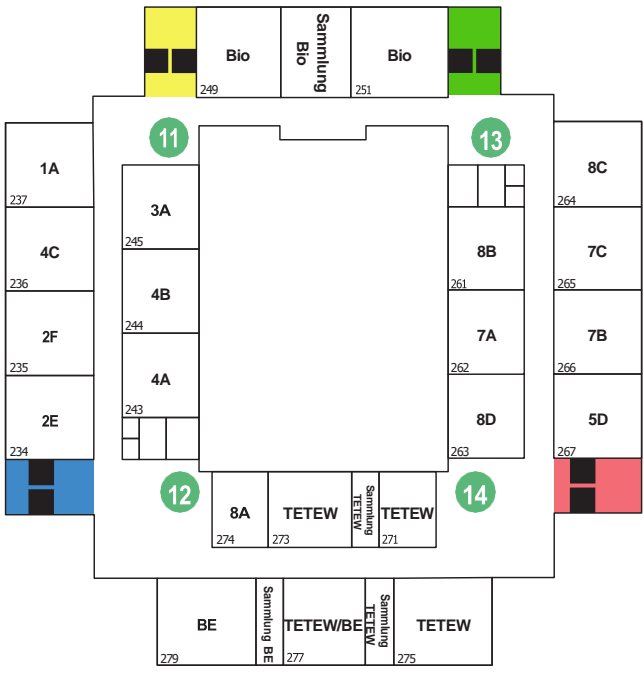 Bio
249
Sammlung
Bio
Bio
251
11
13
1A
237
3A
245
8C
264
4C
236
8B
261
7C
265
4B
244
2F
235
7A
262
7B
266
4A
243
2E
234
8D
263
5D
267
12
14
8A
274
TETEW
273
Sammlung
TETEW
TETEW
271
BE
279
Sammlung BE
TETEW/BE
277
Sammlung
TETEW
TETEW
275